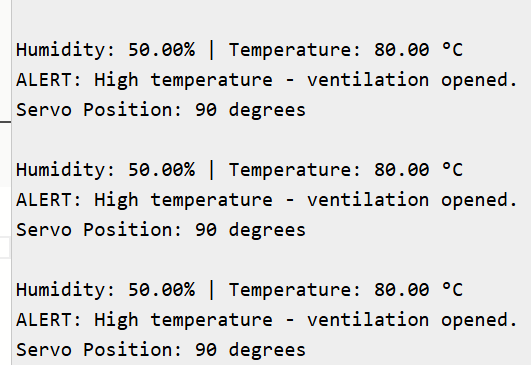 Humidity: 50.00% | Temperature: 80.00 °C
ALERT: High temperature - ventilation opened.
Servo Position: 90 degrees
Humidity: 50.00% | Temperature: 80.00 °C
ALERT: High temperature - ventilation opened.
Servo Position: 90 degrees
Humidity: 50.00% | Temperature: 80.00 °C
ALERT: High temperature - ventilation opened.
Servo Position: 90 degrees